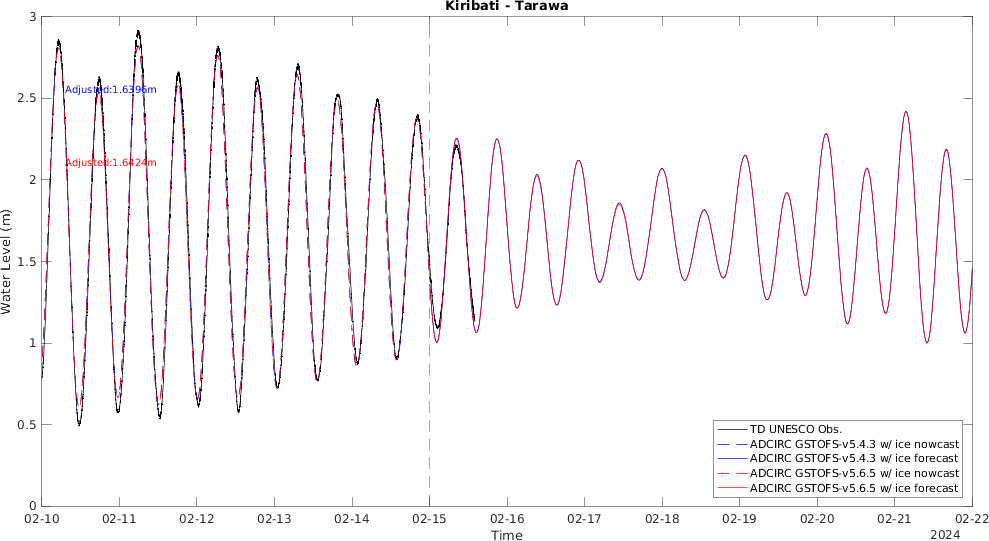 Kiribati - Tarawa
3
2.5
2
1.5
1
0.5
0
Water Level (m)
Adjusted:1.6396m
Adjusted:1.6424m
TD UNESCO Obs.
ADCIRC GSTOFS-v5.4.3 w/ ice nowcast
ADCIRC GSTOFS-v5.4.3 w/ ice forecast
ADCIRC GSTOFS-v5.6.5 w/ ice nowcast
ADCIRC GSTOFS-v5.6.5 w/ ice forecast
02-10 02-11 02-12 02-13 02-14 02-15 02-16 02-17 02-18 02-19 02-20 02-21 02-22
Time
2024